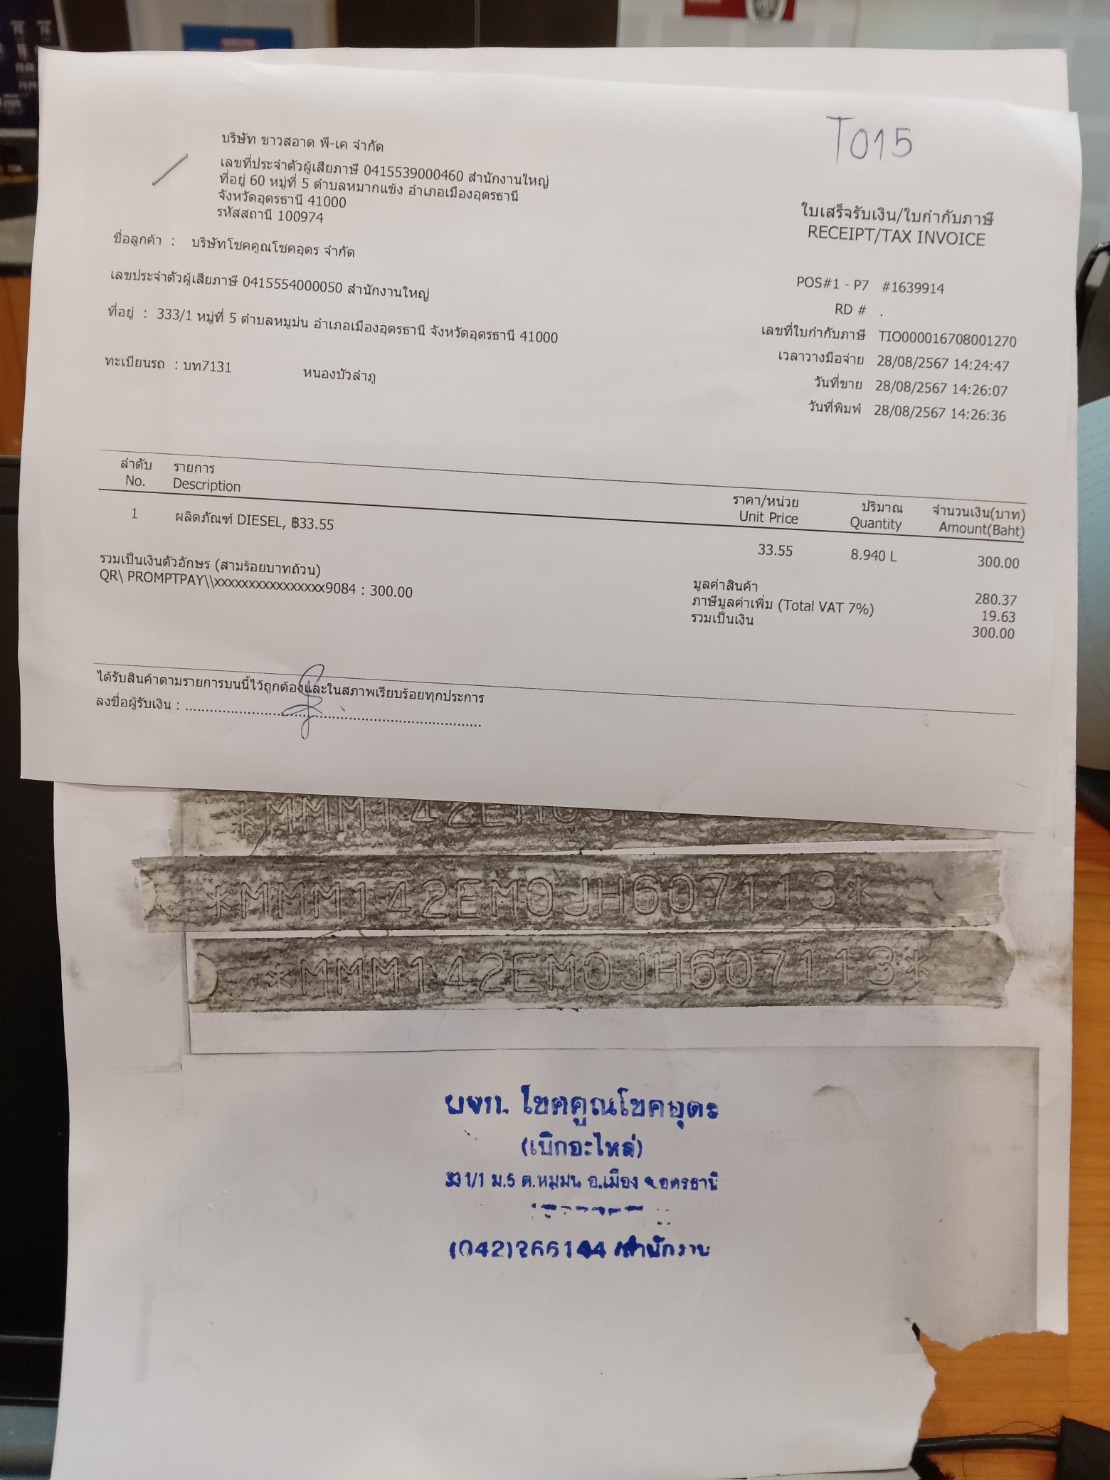 T015
บริษัท ขาวสอาด พี-เค จำกัด
เลขที่ประจำตัวผู้เสียภาษี 0415539000460 สำนักงานใหญ่
ที่อยู่ 60 หมู่ที่ 5 ตำบลหมากแข้ง อำเภอเมืองอุดรธานี
จังหวัดอุดรธานี 41000
รหัสสถานี 100974
ใบเสร็จรับเงิน/ใบกำกับภาษี
RECEIPT/TAX INVOICE
ชื่อลูกค้า : บริษัทโชคคูณโชคอุดร จำกัด
เลขประจำตัวผู้เสียภาษี 0415554000050 สำนักงานใหญ่
ที่อยู่ : 333/1 หมู่ที่ 5 ตำบลหมูม่น อำเภอเมืองอุดรธานี จังหวัดอุดรธานี 41000
ทะเบียนรถ : บท7131 หนองบัวลำภู
POS#1 - P7 #1639914
RD # .
เลขที่ใบกำกับภาษี TIO000016708001270
เวลาวางมือจ่าย 28/08/2567 14:24:47
วันที่ขาย 28/08/2567 14:26:07
วันที่พิมพ์ 28/08/2567 14:26:36
ลำดับ รายการ ราคา/หน่วย ปริมาณ จำนวนเงิน(บาท)
No. Description Unit Price Quantity Amount(Baht)
1 ผลิตภัณฑ์ DIESEL, ฿33.55 33.55 8.940 L 300.00
รวมเป็นเงินตัวอักษร (สามร้อยบาทถ้วน)
QR\ PROMPTPAY\\xxxxxxxxxxxxxxxx9084 : 300.00
มูลค่าสินค้า 280.37
ภาษีมูลค่าเพิ่ม (Total VAT 7%) 19.63
รวมเป็นเงิน 300.00
ได้รับสินค้าตามรายการบนนี้ไว้ถูกต้องและในสภาพเรียบร้อยทุกประการ
ลงชื่อผู้รับเงิน :
*MMM142EM0JH607113*
*MMM142EM0JH607113*
บจก. โชคคูณโชคอุดร
(เบิกอะไหล่)
331/1 ม.5 ต.หมูม่น อ.เมือง จ.อุดรธานี
(042)266144 สำนักงาน